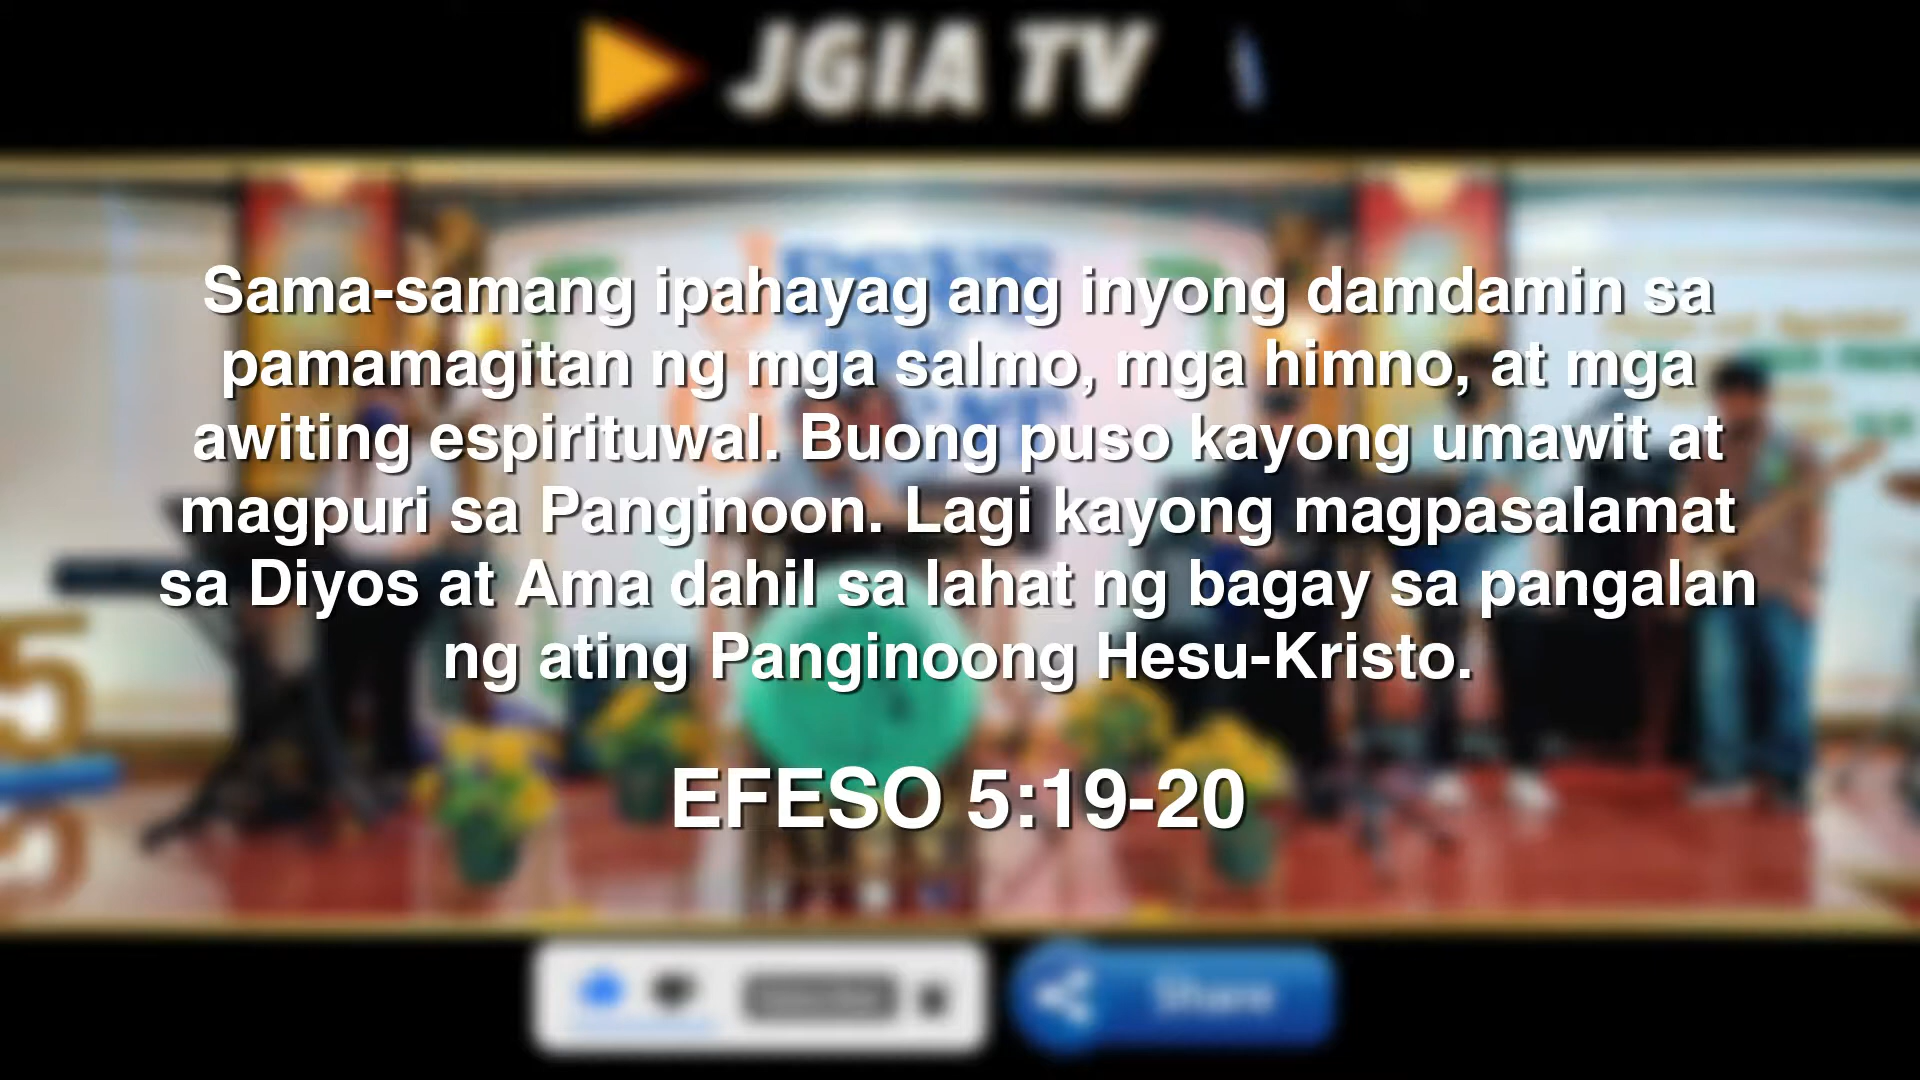 JGIA TV
Sama-samang ipahayag ang inyong damdamin sa
pamamagitan ng mga salmo, mga himno, at mga
awiting espirituwal. Buong puso kayong umawit at
magpuri sa Panginoon. Lagi kayong magpasalamat
sa Diyos at Ama dahil sa lahat ng bagay sa pangalan
ng ating Panginoong Hesu-Kristo.
EFESO 5:19-20
Share